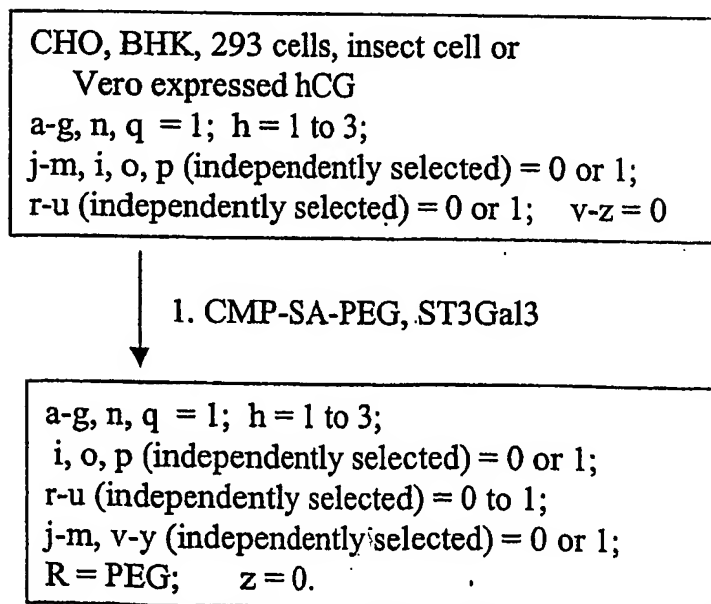 CHO, BHK, 293 cells, insect cell or
Vero expressed hCG
a-g, n, q = 1; h = 1 to 3;
j-m, i, o, p (independently selected) = 0 or 1;
r-u (independently selected) = 0 or 1; v-z = 0
1. CMP-SA-PEG, ST3Gal3
a-g, n, q = 1; h = 1 to 3;
i, o, p (independently selected) = 0 or 1;
r-u (independently selected) = 0 to 1;
j-m, v-y (independently selected) = 0 or 1;
R = PEG; z = 0.